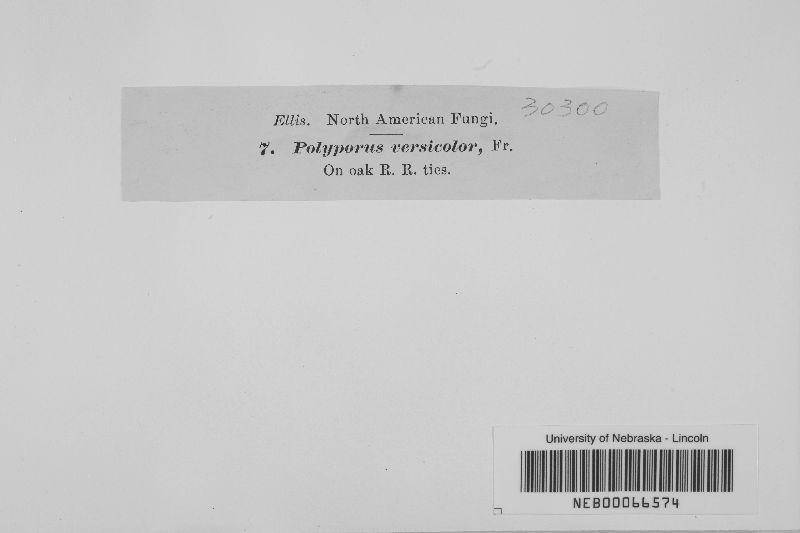 Ellis. North American Fungi. 30300
7. Polyporus versicolor, Fr.
On oak R. R. ties.
University of Nebraska - Lincoln
NEB00066574